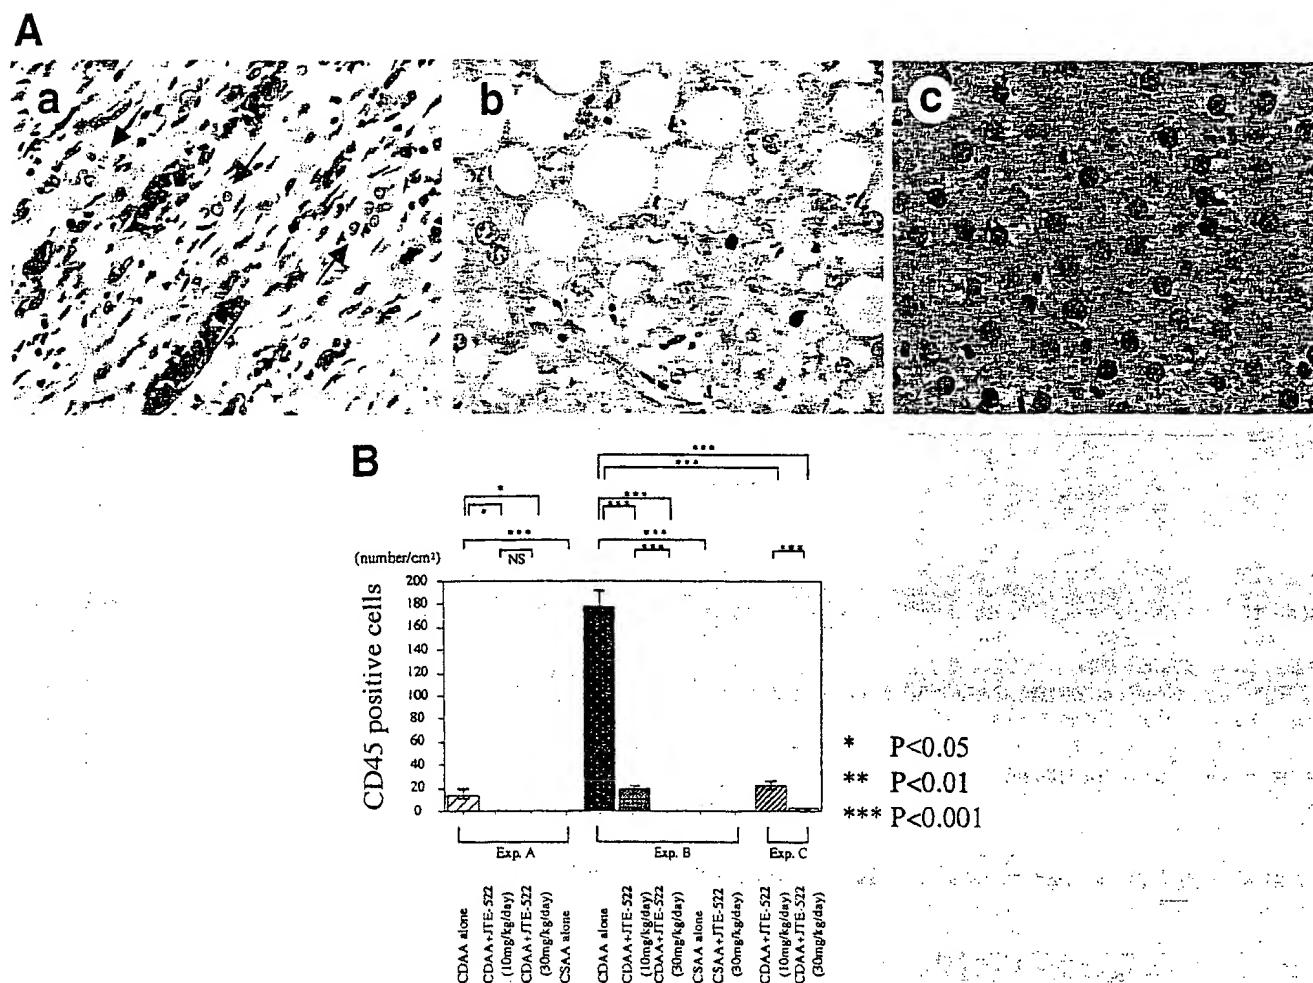 A
a
b
c
B
***
***
*
*
***
NS
***
***
***
***
***
(number/cm²)
CD45 positive cells
200
180
160
140
120
100
80
60
40
20
0
Exp. A
Exp. B
Exp. C
CDAA alone
CDAA+JTE-522
(10mg/kg/day)
CDAA+JTE-522
(30mg/kg/day)
CSAA alone
CDAA alone
CDAA+JTE-522
(10mg/kg/day)
CDAA+JTE-522
(30mg/kg/day)
CSAA alone
CSAA+JTE-522
(30mg/kg/day)
CDAA+JTE-522
(10mg/kg/day)
CDAA+JTE-522
(30mg/kg/day)
* P<0.05
** P<0.01
*** P<0.001